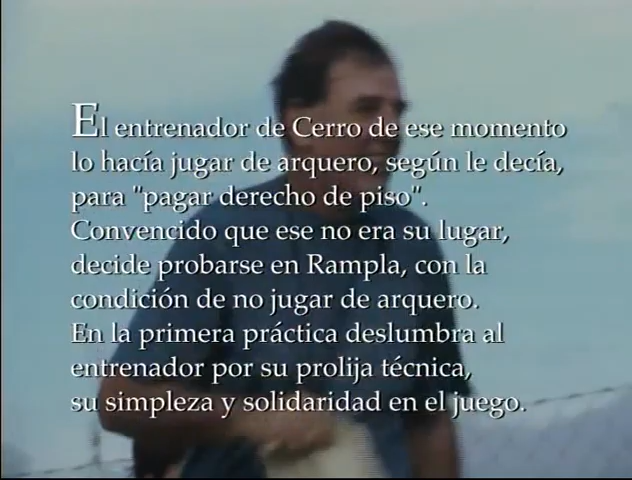 El entrenador de Cerro de ese momento
lo hacía jugar de arquero, según le decía,
para "pagar derecho de piso".
Convencido que ese no era su lugar,
decide probarse en Rampla, con la
condición de no jugar de arquero.
En la primera práctica deslumbra al
entrenador por su prolija técnica,
su simpleza y solidaridad en el juego.